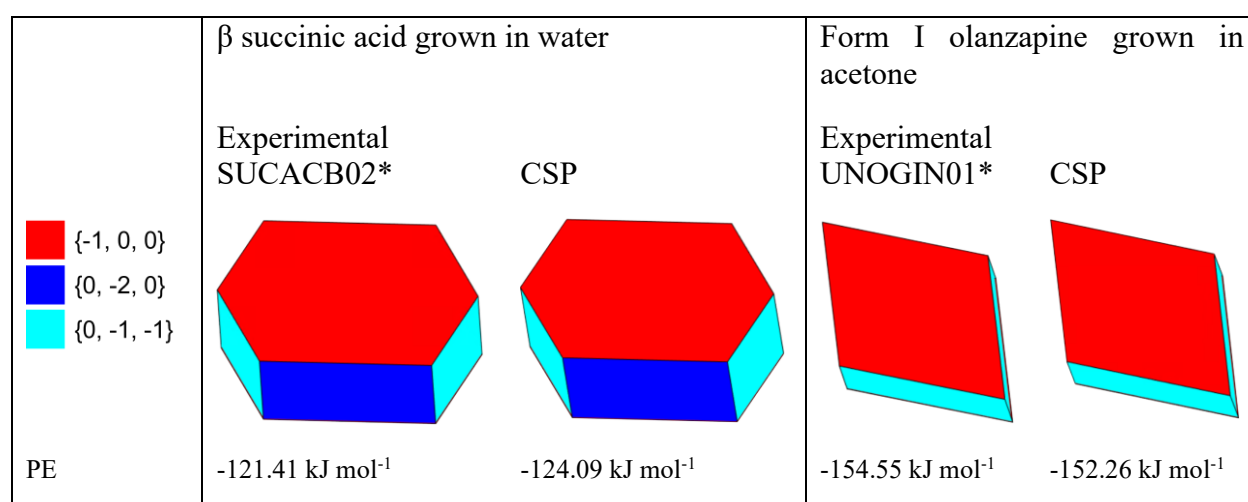 β succinic acid grown in water
Form I olanzapine grown in
acetone
Experimental
SUCACB02*
CSP
Experimental
UNOGIN01*
CSP
{-1, 0, 0}
{0, -2, 0}
{0, -1, -1}
PE
-121.41 kJ mol⁻¹
-124.09 kJ mol⁻¹
-154.55 kJ mol⁻¹
-152.26 kJ mol⁻¹